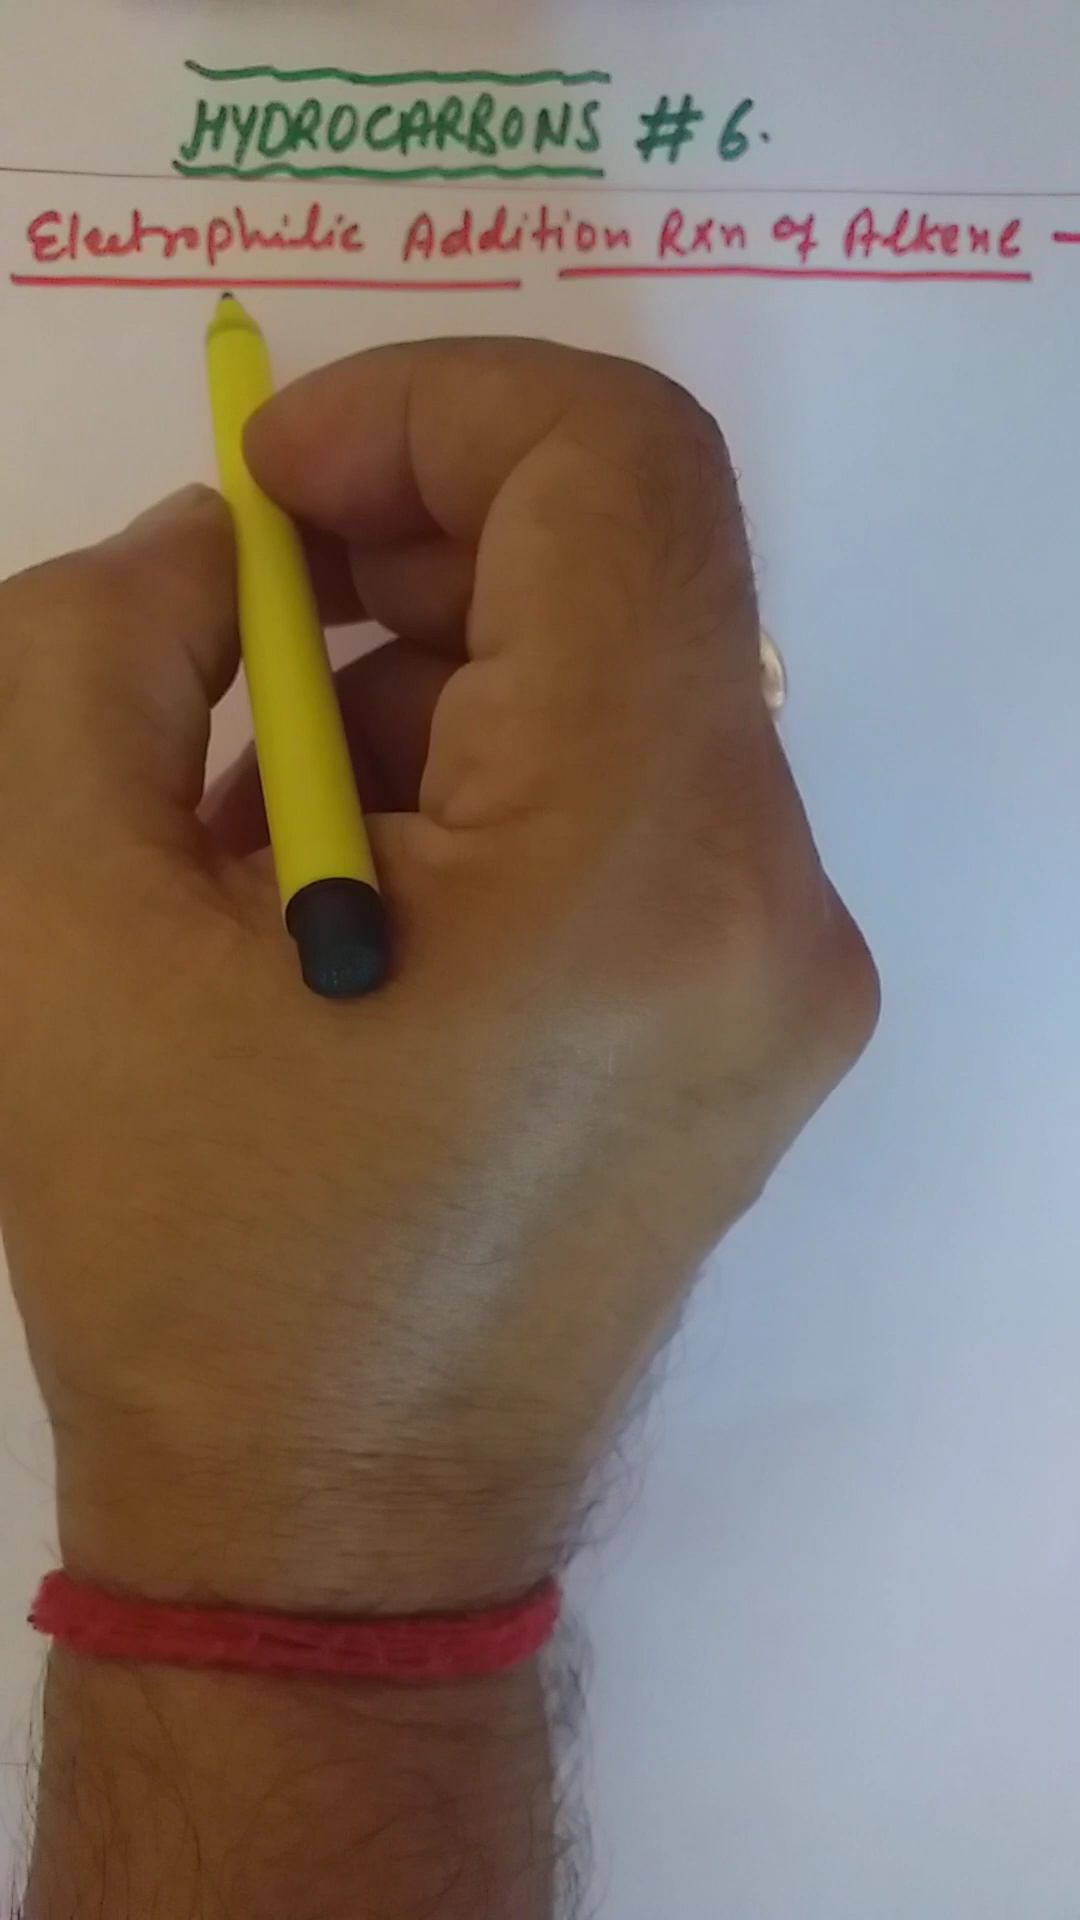 HYDROCARBONS # 6.
Electrophilic Addition Rxn of Alkene -